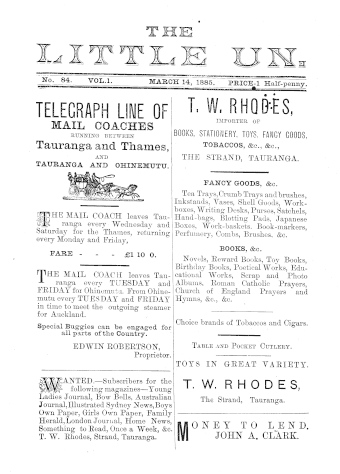 THE
LITTLE UN.
No. 84. VOL. 1. MARCH 14, 1885. PRICE-1 Half-penny.
TELEGRAPH LINE OF
MAIL COACHES
RUNNING BETWEEN
Tauranga and Thames,
AND
TAURANGA AND OHINEMUTU.
THE MAIL COACH leaves Tau-
ranga every Wednesday and
Saturday for the Thames, returning
every Monday and Friday.
FARE - - - £1 10 0.
THE MAIL COACH leaves Tau-
ranga every TUESDAY and
FRIDAY for Ohinemutu. From Ohine-
mutu every TUESDAY and FRIDAY
in time to meet the outgoing steamer
for Auckland.
Special Buggies can be engaged for
all parts of the Country.
EDWIN ROBERTSON,
Proprietor.
WANTED.—Subscribers for the
following magazines—Young
Ladies Journal, Bow Bells, Australian
Journal, Illustrated Sydney News, Boys
Own Paper, Girls Own Paper, Family
Herald, London Journal, Home News,
Something to Read, Once a Week, &c.
T. W. Rhodes, Strand, Tauranga.
T. W. RHODES,
IMPORTER OF
BOOKS, STATIONERY, TOYS, FANCY GOODS,
TOBACCOS, &c., &c.,
THE STRAND, TAURANGA.
FANCY GOODS, &c.
Tea Trays, Crumb Trays and brushes,
Inkstands, Vases, Shell Goods, Work-
boxes, Writing Desks, Purses, Satchels,
Hand-bags, Blotting Pads, Japanese
Boxes, Work-baskets, Book-markers,
Perfumery, Combs, Brushes, &c.
BOOKS, &c.
Novels, Reward Books, Toy Books,
Birthday Books, Poetical Works, Edu-
cational Works, Scrap and Photo
Albums, Roman Catholic Prayers,
Church of England Prayers and
Hymns, &c., &c.
Choice brands of Tobaccos and Cigars.
TABLE AND POCKET CUTLERY.
TOYS IN GREAT VARIETY.
T. W. RHODES,
The Strand, Tauranga.
MONEY TO LEND.
JOHN A. CLARK.